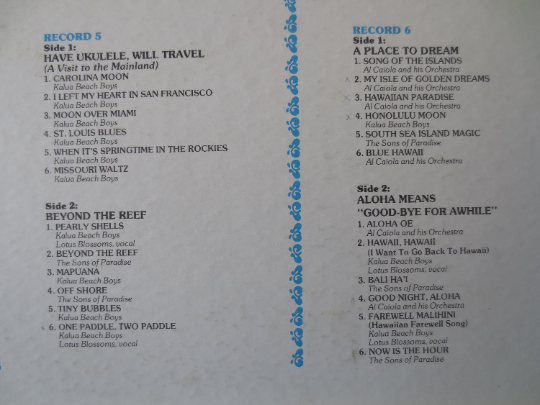 RECORD 5
Side 1:
HAVE UKULELE, WILL TRAVEL
(A Visit to the Mainland)
1. CAROLINA MOON
Kalua Beach Boys
2. I LEFT MY HEART IN SAN FRANCISCO
Kalua Beach Boys
3. MOON OVER MIAMI
Kalua Beach Boys
4. ST. LOUIS BLUES
Kalua Beach Boys
5. WHEN IT'S SPRINGTIME IN THE ROCKIES
Kalua Beach Boys
6. MISSOURI WALTZ
Kalua Beach Boys
Side 2:
BEYOND THE REEF
1. PEARLY SHELLS
Kalua Beach Boys
Lotus Blossoms, vocal
2. BEYOND THE REEF
The Sons of Paradise
3. MAPUANA
Kalua Beach Boys
4. OFF SHORE
The Sons of Paradise
5. TINY BUBBLES
Kalua Beach Boys
6. ONE PADDLE, TWO PADDLE
Kalua Beach Boys
Lotus Blossoms, vocal
RECORD 6
Side 1:
A PLACE TO DREAM
1. SONG OF THE ISLANDS
Al Caiola and his Orchestra
2. MY ISLE OF GOLDEN DREAMS
Al Caiola and his Orchestra
3. HAWAIIAN PARADISE
Al Caiola and his Orchestra
4. HONOLULU MOON
Kalua Beach Boys
5. SOUTH SEA ISLAND MAGIC
The Sons of Paradise
6. BLUE HAWAII
Al Caiola and his Orchestra
Side 2:
ALOHA MEANS
"GOOD-BYE FOR AWHILE"
1. ALOHA OE
Al Caiola and his Orchestra
2. HAWAII, HAWAII
(I Want To Go Back To Hawaii)
Kalua Beach Boys
Lotus Blossoms, vocal
3. BALI HA'I
The Sons of Paradise
4. GOOD NIGHT, ALOHA
Al Caiola and his Orchestra
5. FAREWELL MALIHINI
(Hawaiian Farewell Song)
Kalua Beach Boys
Lotus Blossoms, vocal
6. NOW IS THE HOUR
The Sons of Paradise